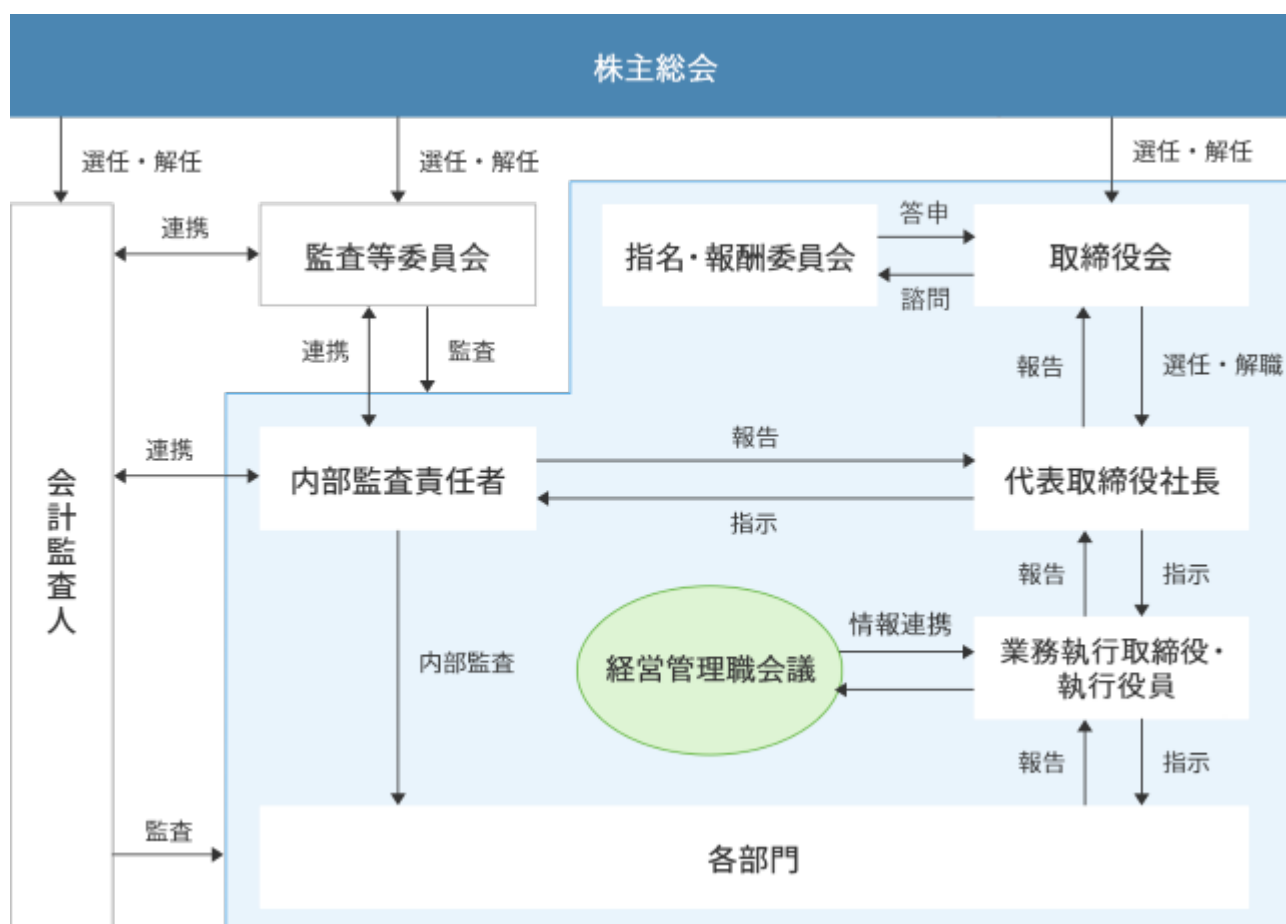 株主総会
選任・解任
選任・解任
選任・解任
連携
監査等委員会
指名・報酬委員会
答申
諮問
取締役会
連携
監査
報告
選任・解職
連携
内部監査責任者
報告
指示
代表取締役社長
会計監査人
報告
指示
内部監査
経営管理職会議
情報連携
業務執行取締役・
執行役員
報告
指示
監査
各部門